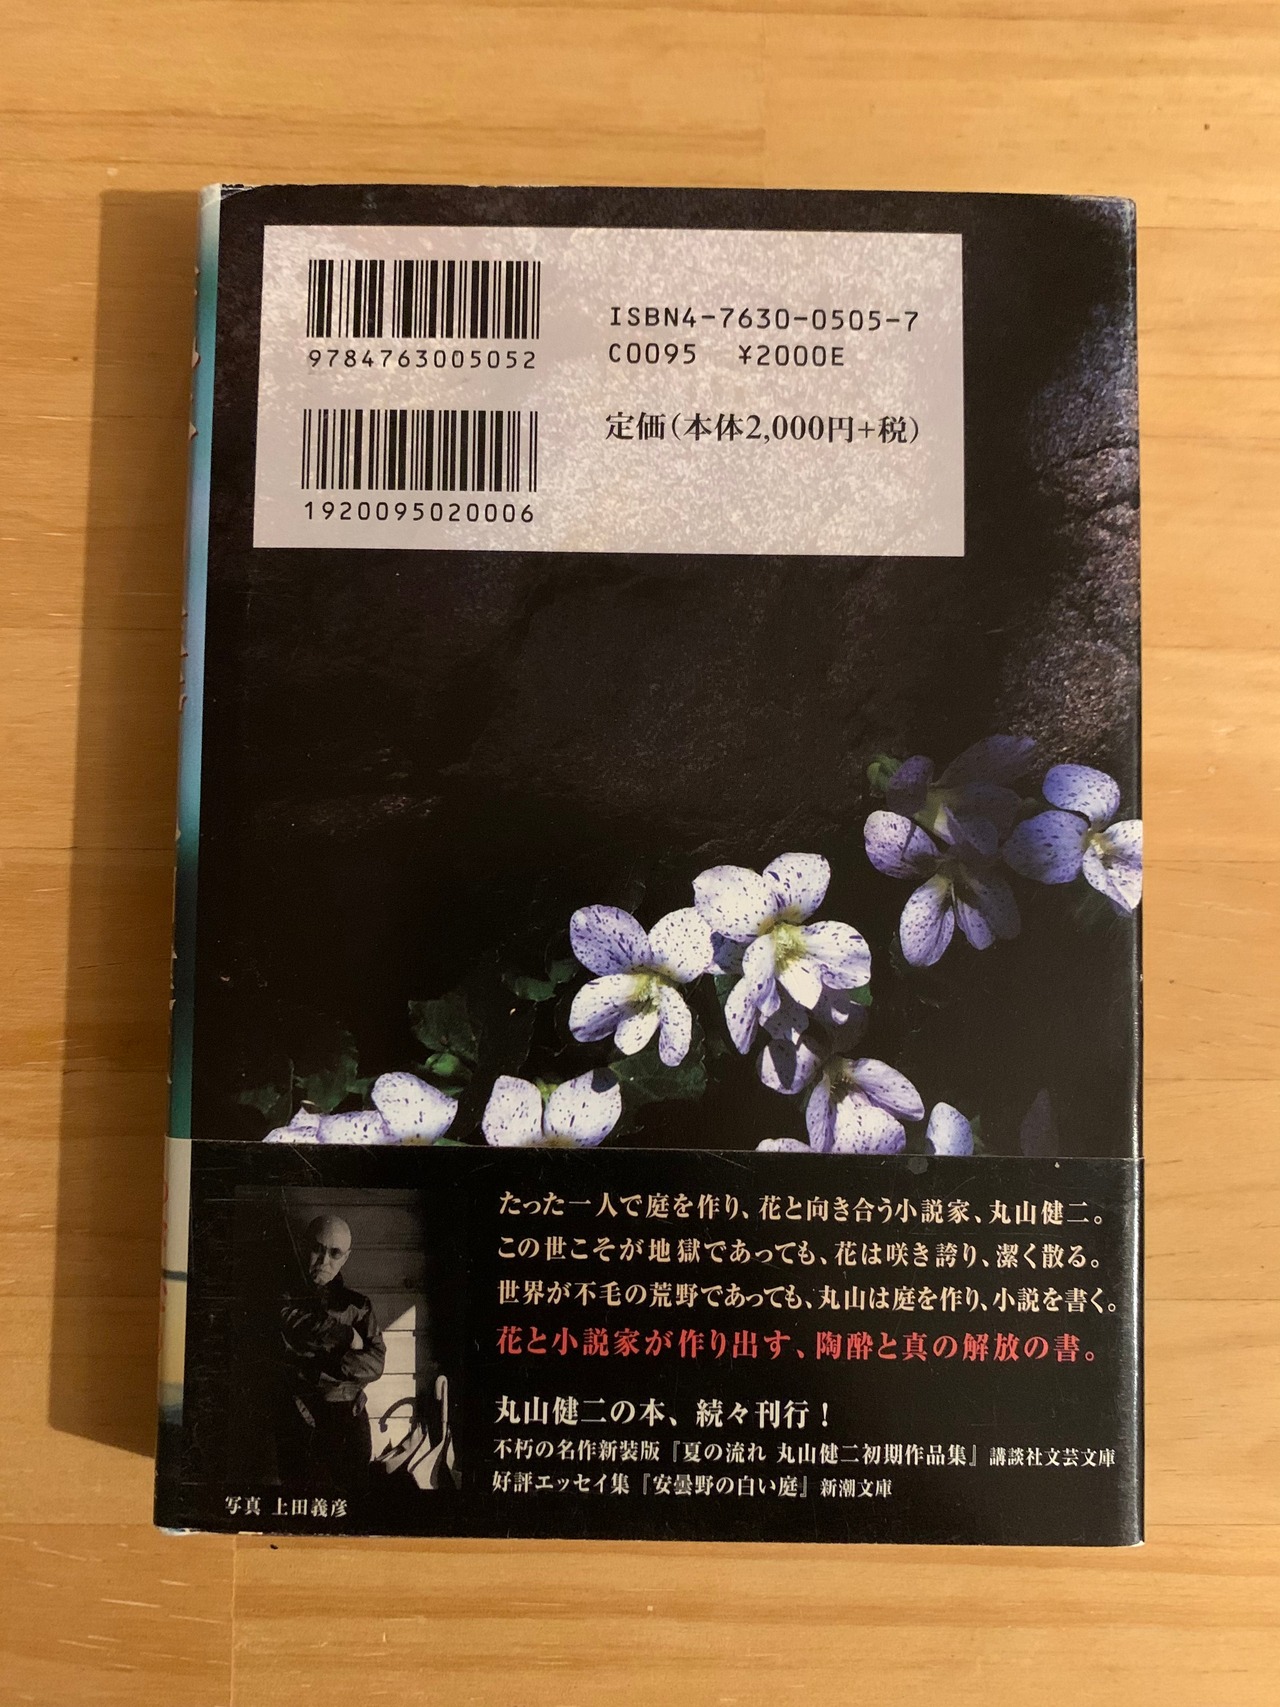 9784763005052
ISBN4-7630-0505-7
C0095 ¥2000E
定価(本体2,000円+税)
1920095020006
たった一人で庭を作り、花と向き合う小説家、丸山健二。
この世こそが地獄であっても、花は咲き誇り、潔く散る。
世界が不毛の荒野であっても、丸山は庭を作り、小説を書く。
花と小説家が作り出す、陶酔と真の解放の書。
丸山健二の本、続々刊行!
不朽の名作新装版『夏の流れ 丸山健二初期作品集』講談社文芸文庫
好評エッセイ集『安曇野の白い庭』新潮文庫
写真 上田義彦